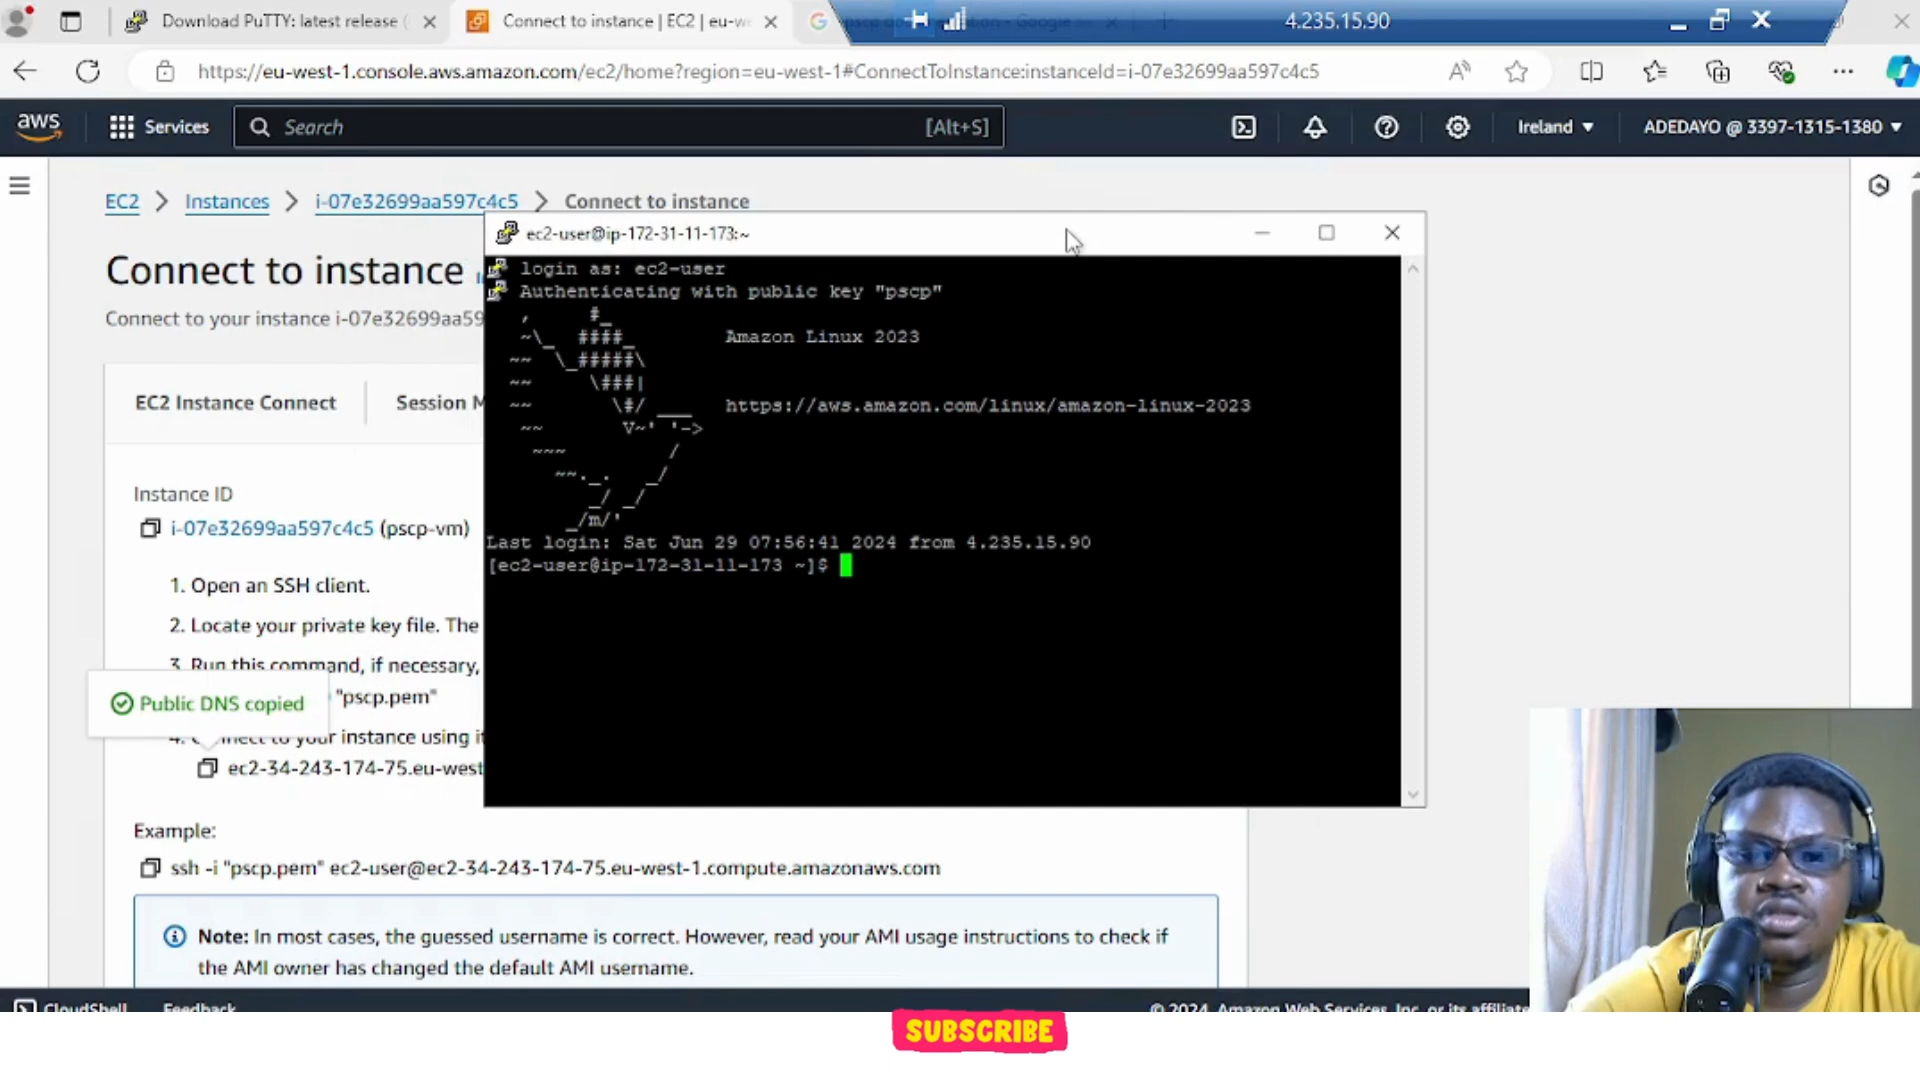 Download PuTTY: latest release (
Connect to instance | EC2 | eu-we
4.235.15.90
https://eu-west-1.console.aws.amazon.com/ec2/home?region=eu-west-1#ConnectToInstance:instanceId=i-07e32699aa597c4c5
aws
Services
Search
[Alt+S]
Ireland
ADEDAYO @ 3397-1315-1380
EC2 > Instances > i-07e32699aa597c4c5 > Connect to instance
Connect to instance
Connect to your instance i-07e32699aa59
EC2 Instance Connect
Session M
Instance ID
i-07e32699aa597c4c5 (pscp-vm)
1. Open an SSH client.
2. Locate your private key file. The
3. Run this command, if necessary,
"pscp.pem"
Public DNS copied
your instance using it
ec2-34-243-174-75.eu-west
Example:
ssh -i "pscp.pem" ec2-user@ec2-34-243-174-75.eu-west-1.compute.amazonaws.com
Note: In most cases, the guessed username is correct. However, read your AMI usage instructions to check if
the AMI owner has changed the default AMI username.
CloudShell
Feedback
© 2024, Amazon Web Services, Inc. or its affiliate
ec2-user@ip-172-31-11-173:~
login as: ec2-user
Authenticating with public key "pscp"
Amazon Linux 2023
https://aws.amazon.com/linux/amazon-linux-2023
Last login: Sat Jun 29 07:56:41 2024 from 4.235.15.90
[ec2-user@ip-172-31-11-173 ~]$
SUBSCRIBE